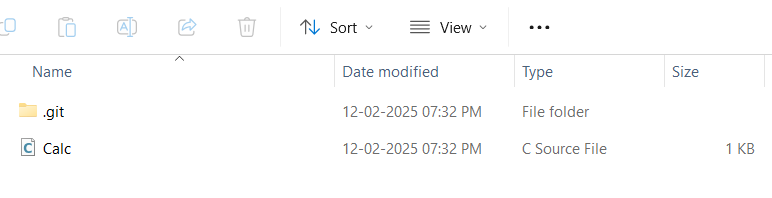 Sort View
Name Date modified Type Size
.git 12-02-2025 07:32 PM File folder
C Calc 12-02-2025 07:32 PM C Source File 1 KB